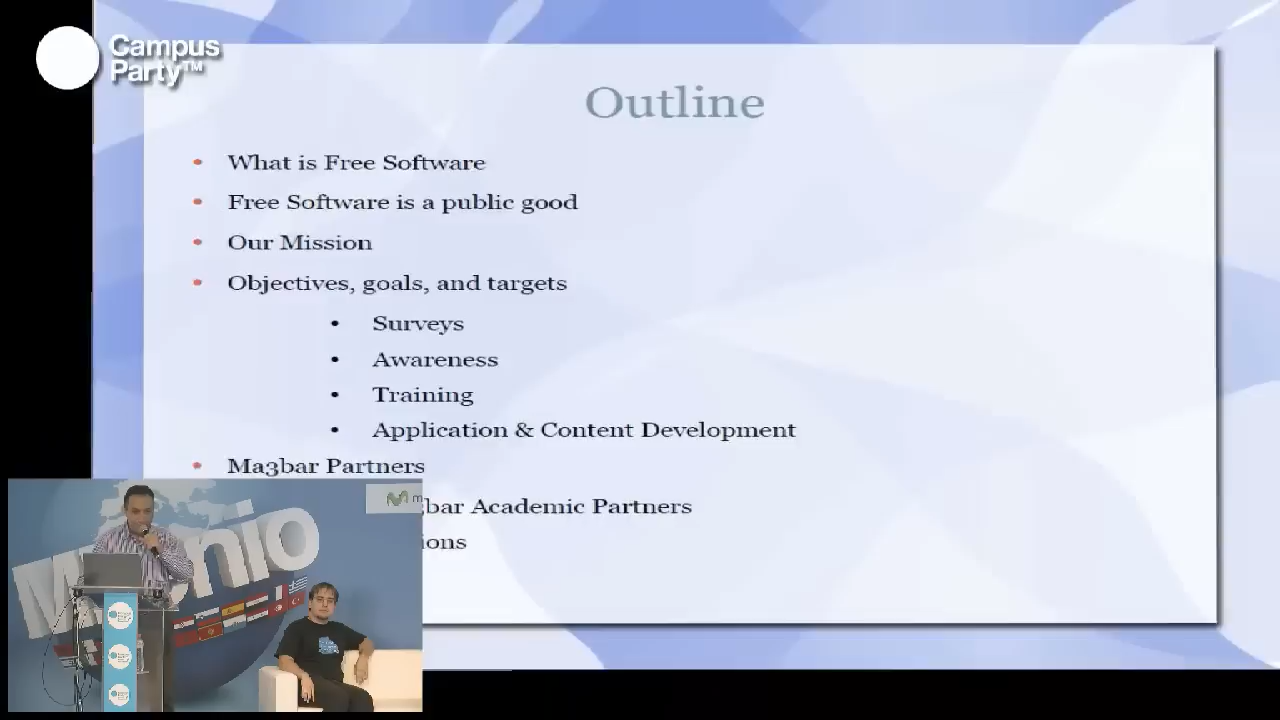 Campus
Party™
Outline
• What is Free Software
• Free Software is a public good
• Our Mission
• Objectives, goals, and targets
• Surveys
• Awareness
• Training
• Application & Content Development
• Ma3bar Partners
bar Academic Partners
ions